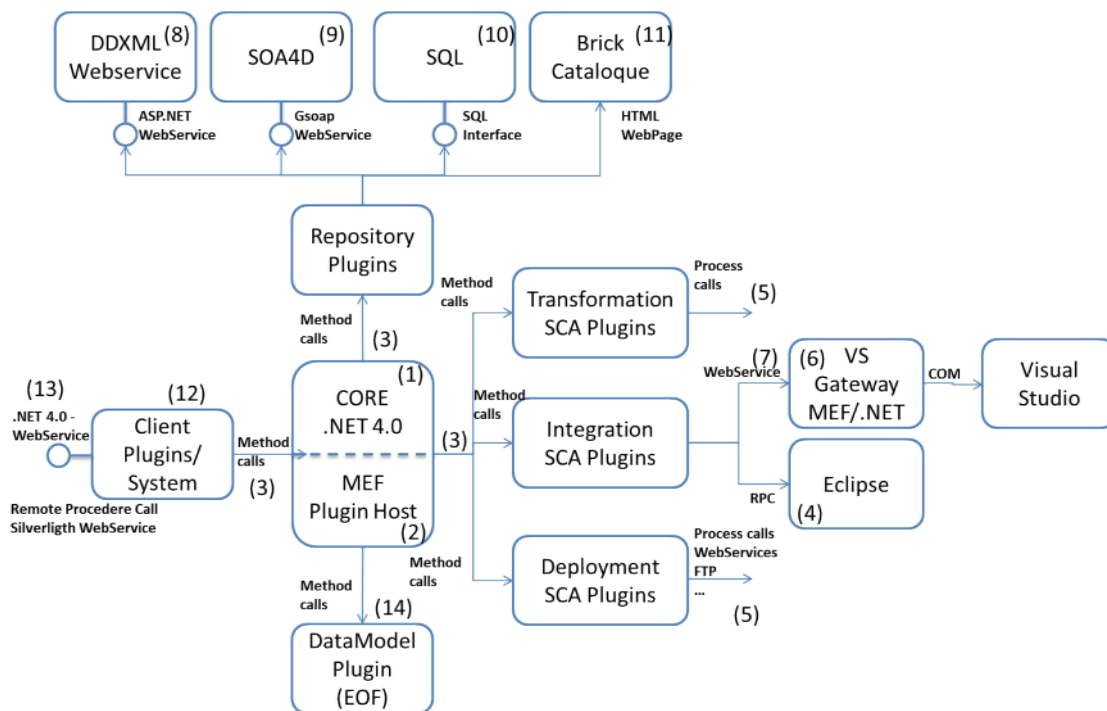 DDXML (8)
Webservice
SOA4D (9)
SQL (10)
Brick (11)
Cataloque
ASP.NET
WebService
Gsoap
WebService
SQL
Interface
HTML
WebPage
Repository
Plugins
Method
calls
(3)
Method
calls
Transformation
SCA Plugins
Process
calls
(5)
(13)
.NET 4.0 -
WebService
(12)
Client
Plugins/
System
Remote Procedere Call
Silverligth WebService
Method
calls
(3)
(1)
CORE
.NET 4.0
MEF
Plugin Host
(2)
(3)
Method
calls
Integration
SCA Plugins
WebService
(7)
(6) VS
Gateway
MEF/.NET
COM
Visual
Studio
RPC
Eclipse
(4)
Method
calls
Deployment
SCA Plugins
Process calls
WebServices
FTP
...
(5)
Method
calls
(14)
DataModel
Plugin
(EOF)